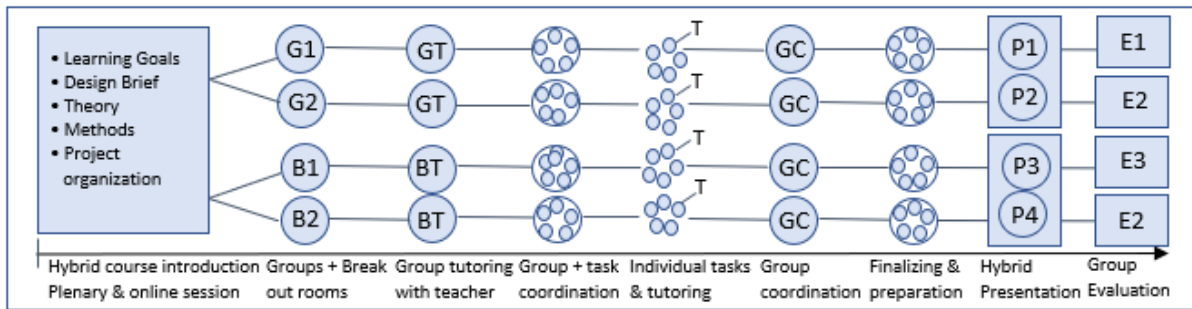 • Learning Goals
• Design Brief
• Theory
• Methods
• Project
organization
G1 GT T GC P1 E1
G2 GT T GC P2 E2
B1 BT T GC P3 E3
B2 BT T GC P4 E2
Hybrid course introduction Groups + Break Group tutoring Group + task Individual tasks Group Finalizing & Hybrid Group
Plenary & online session out rooms with teacher coordination & tutoring coordination preparation Presentation Evaluation